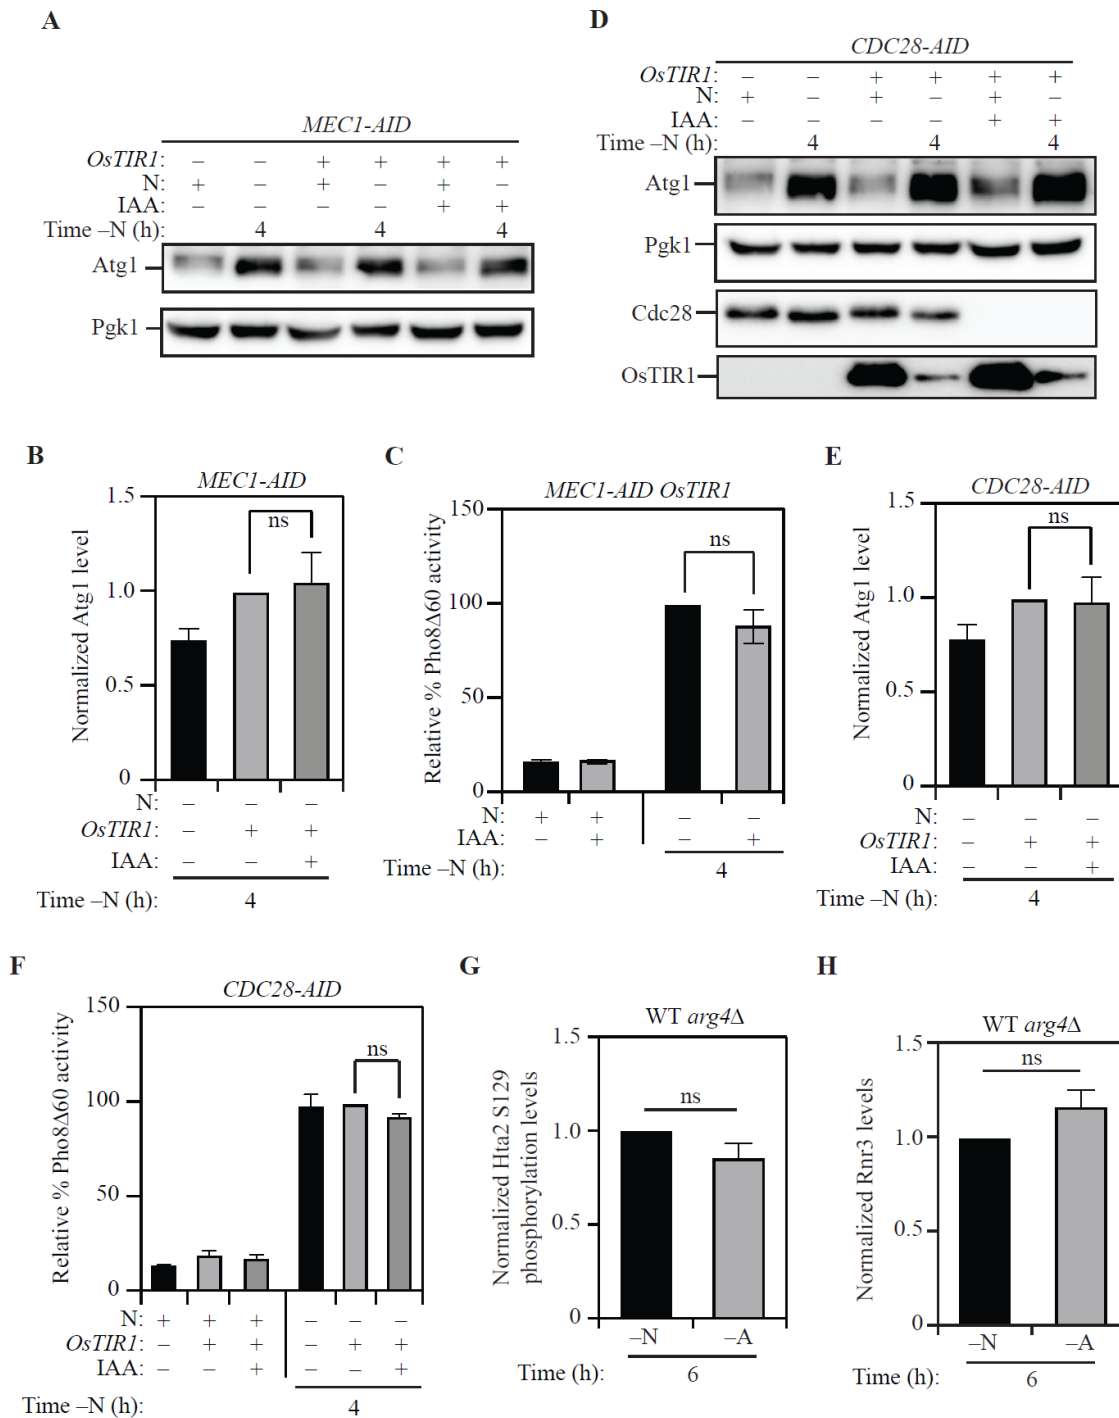 A
MEC1-AID
OsTIR1: – – + + + +
N: + – + – + –
IAA: – – – – + +
Time –N (h): 4 4 4
Atg1
Pgk1
D
CDC28-AID
OsTIR1: – – + + + +
N: + – + – + –
IAA: – – – – + +
Time –N (h): 4 4 4
Atg1
Pgk1
Cdc28
OsTIR1
B
MEC1-AID
Normalized Atg1 level
1.5
1.0
0.5
0
ns
N: – – –
OsTIR1: – + +
IAA: – – +
Time –N (h): 4
C
MEC1-AID OsTIR1
Relative % Pho8Δ60 activity
150
100
50
0
ns
N: + + – –
IAA: – + – +
Time –N (h): 4
E
CDC28-AID
Normalized Atg1 level
1.5
1.0
0.5
0
ns
N: – – –
OsTIR1: – + +
IAA: – – +
Time –N (h): 4
F
CDC28-AID
Relative % Pho8Δ60 activity
150
100
50
0
ns
N: + + + – – –
OsTIR1: – + + – + +
IAA: – – + – – +
Time –N (h): 4
G
WT arg4Δ
Normalized Hta2 S129
phosphorylation levels
1.5
1.0
0.5
0
ns
–N –A
Time (h): 6
H
WT arg4Δ
Normalized Rnr3 levels
1.5
1.0
0.5
0
ns
–N –A
Time (h): 6